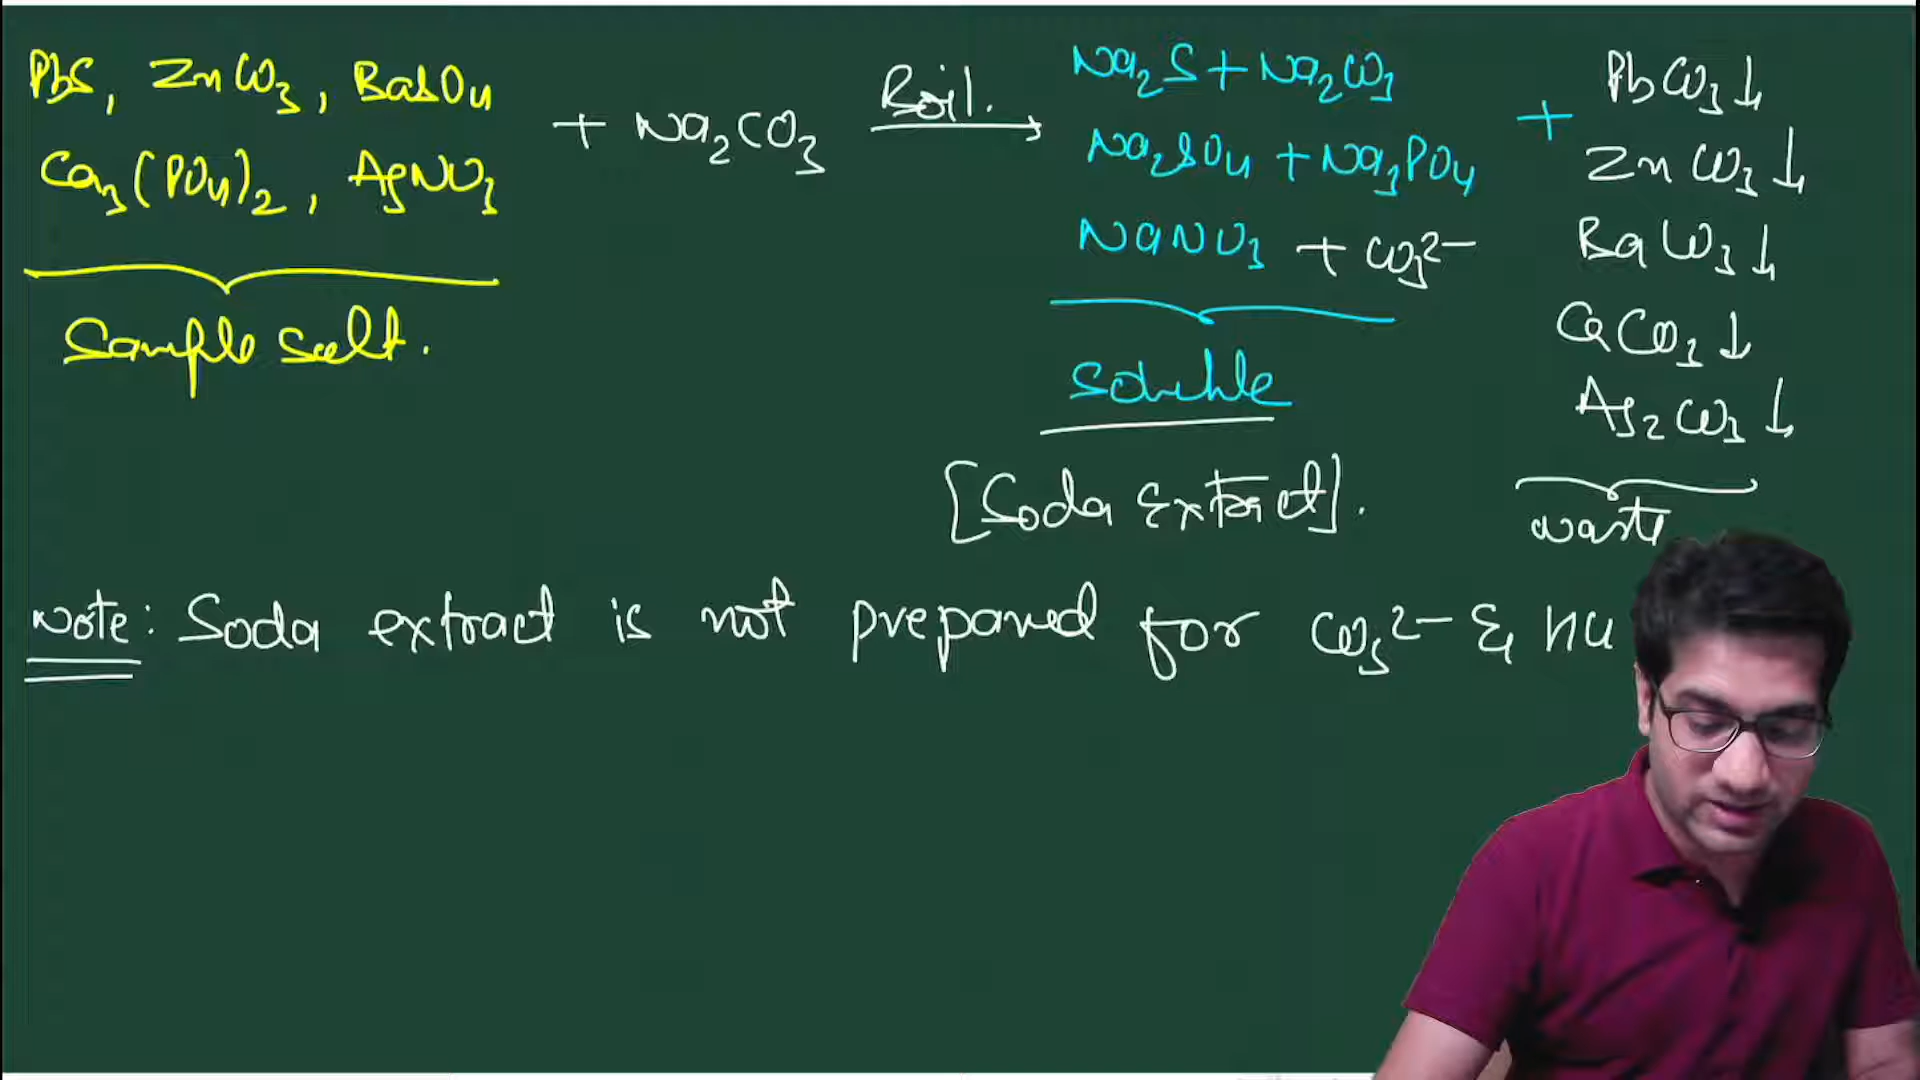 PbS, ZnCO3, BaSO4
Ca3(PO4)2, AgNO3
Sample salt.
+ Na2CO3
Boil.
Na2S + Na2CO3
Na2SO4 + Na3PO4
NaNO3 + CO3^2-
soluble
[Soda Extract].
+
PbCO3↓
ZnCO3↓
BaCO3↓
CaCO3↓
Ag2CO3↓
waste
Note: Soda extract is not prepared for CO3^2- &